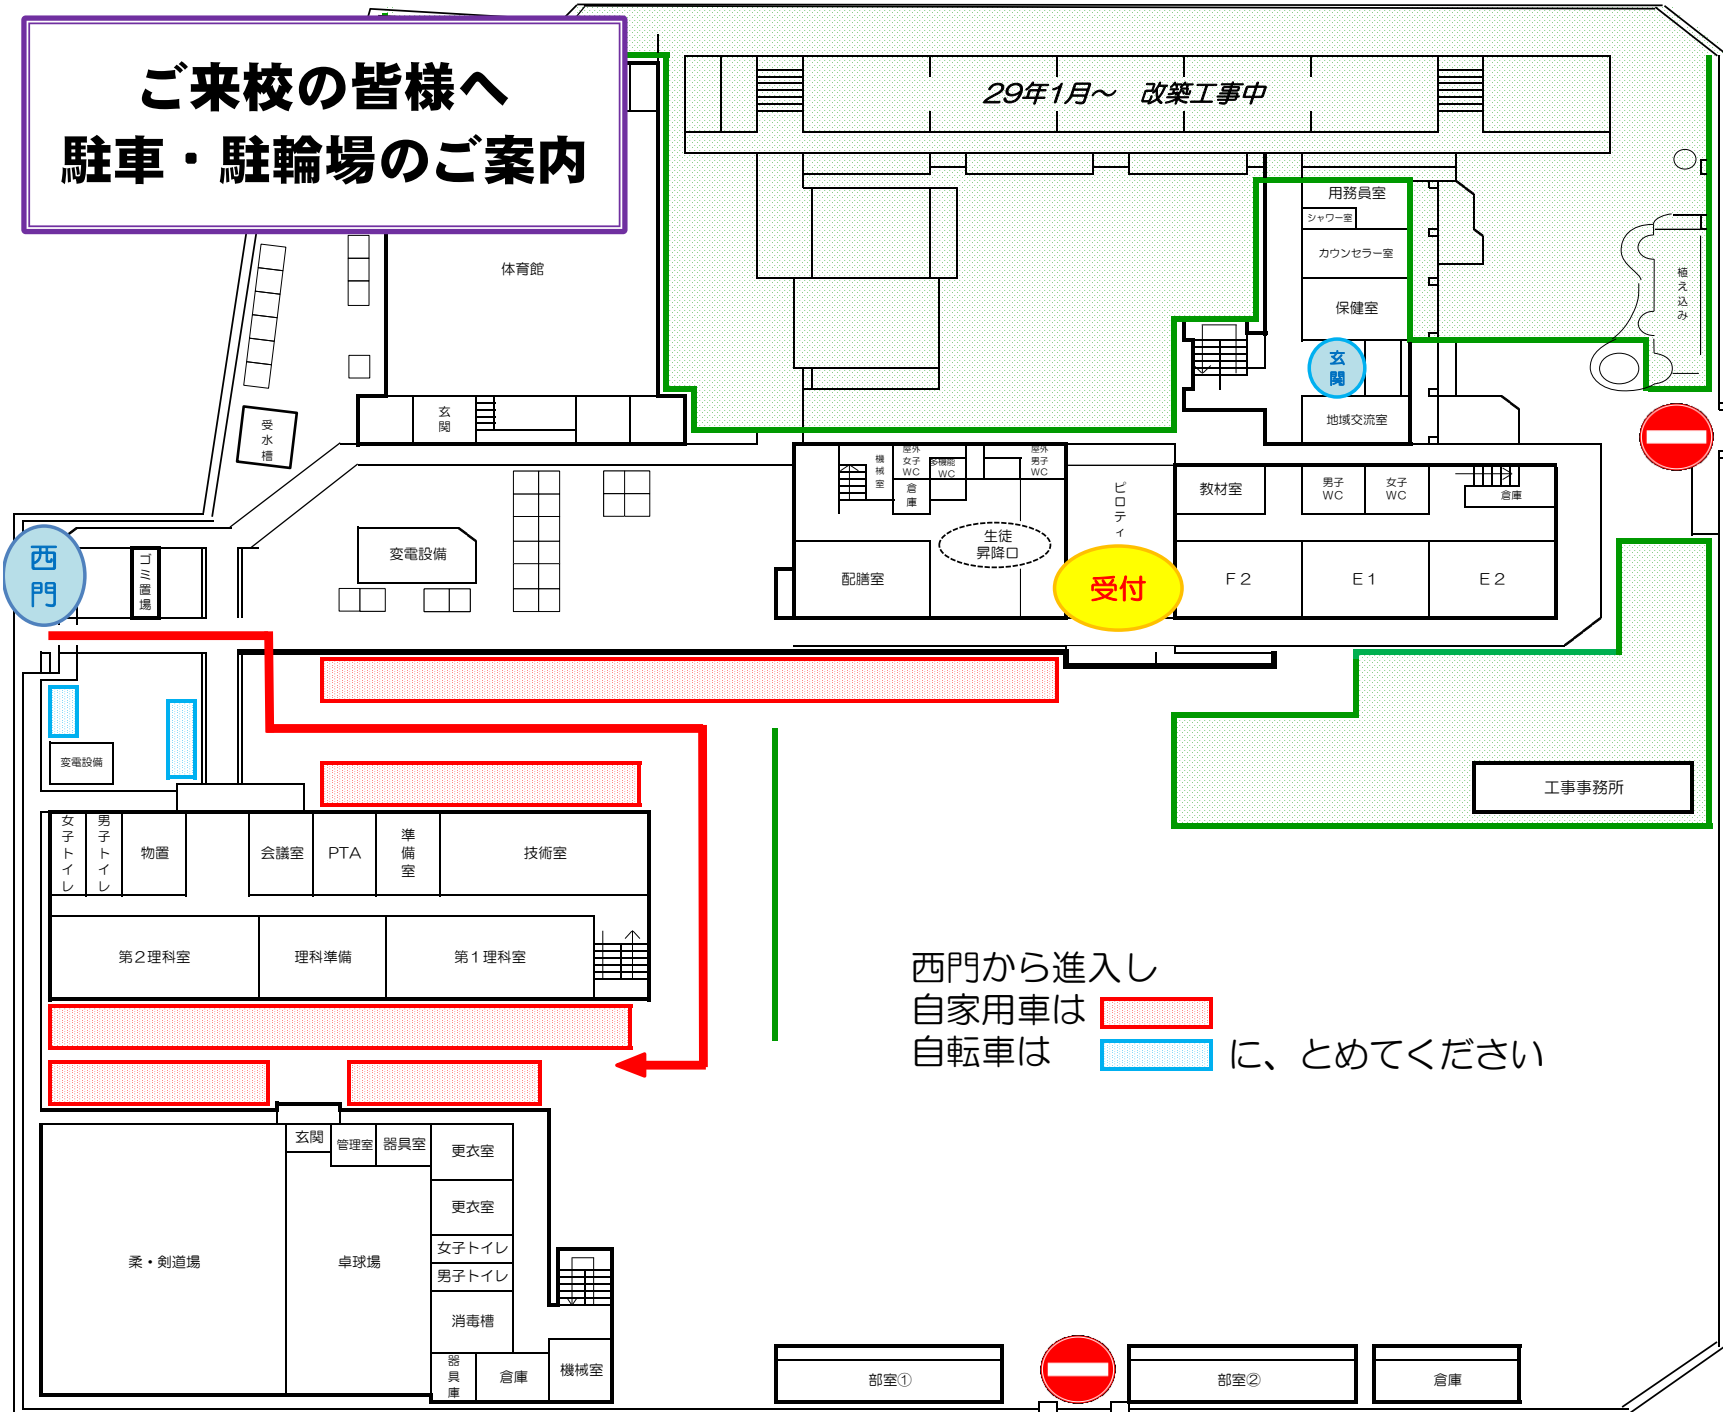 ご来校の皆様へ
駐車・駐輪場のご案内
29年1月～　改築工事中
用務員室
シャワー室
カウンセラー室
保健室
玄関
地域交流室
植え込み
体育館
玄関
受水槽
機械室
屋外女子WC
多機能WC
倉庫
屋外男子WC
ピロティ
教材室
男子WC
女子WC
倉庫
西門
ゴミ置場
変電設備
配膳室
生徒
昇降口
受付
F2
E1
E2
変電設備
工事事務所
女子トイレ
男子トイレ
物置
会議室
PTA
準備室
技術室
第2理科室
理科準備
第1理科室
西門から進入し
自家用車は
自転車は　に、とめてください
玄関
管理室
器具室
更衣室
更衣室
女子トイレ
男子トイレ
消毒槽
器具庫
倉庫
機械室
柔・剣道場
卓球場
部室①
部室②
倉庫